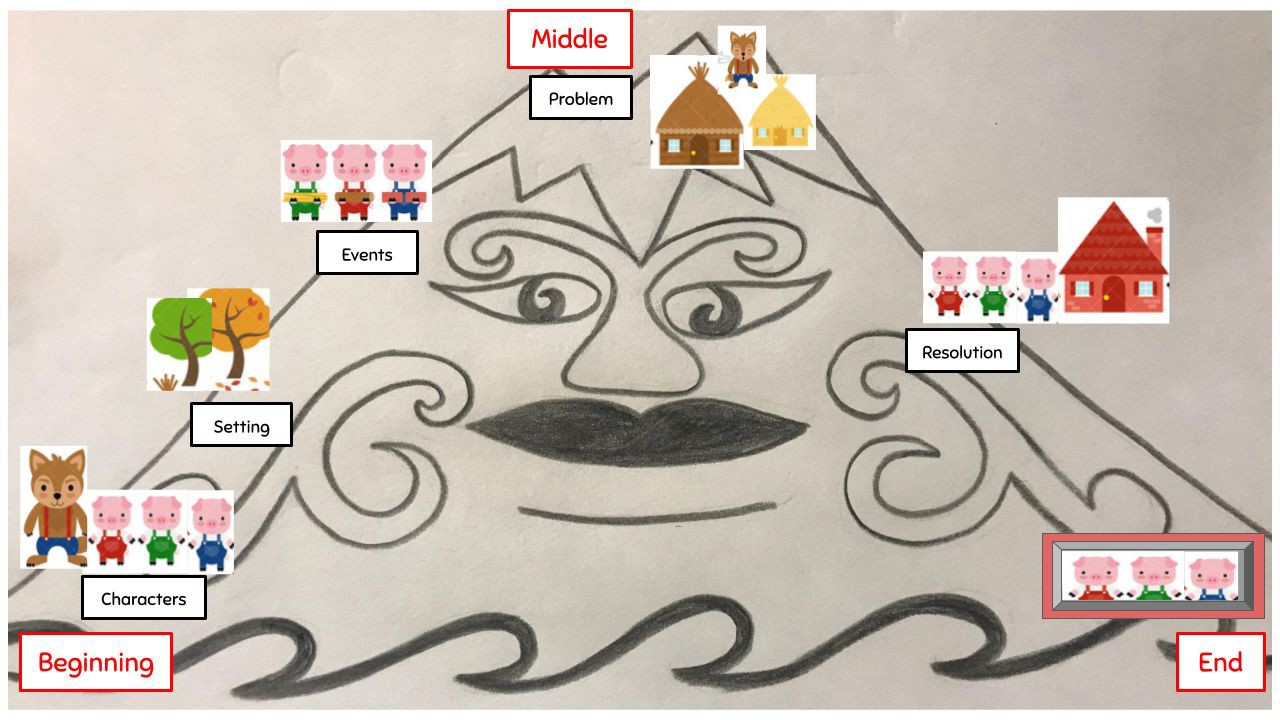 Middle
Problem
Events
Resolution
Setting
Characters
Beginning
End